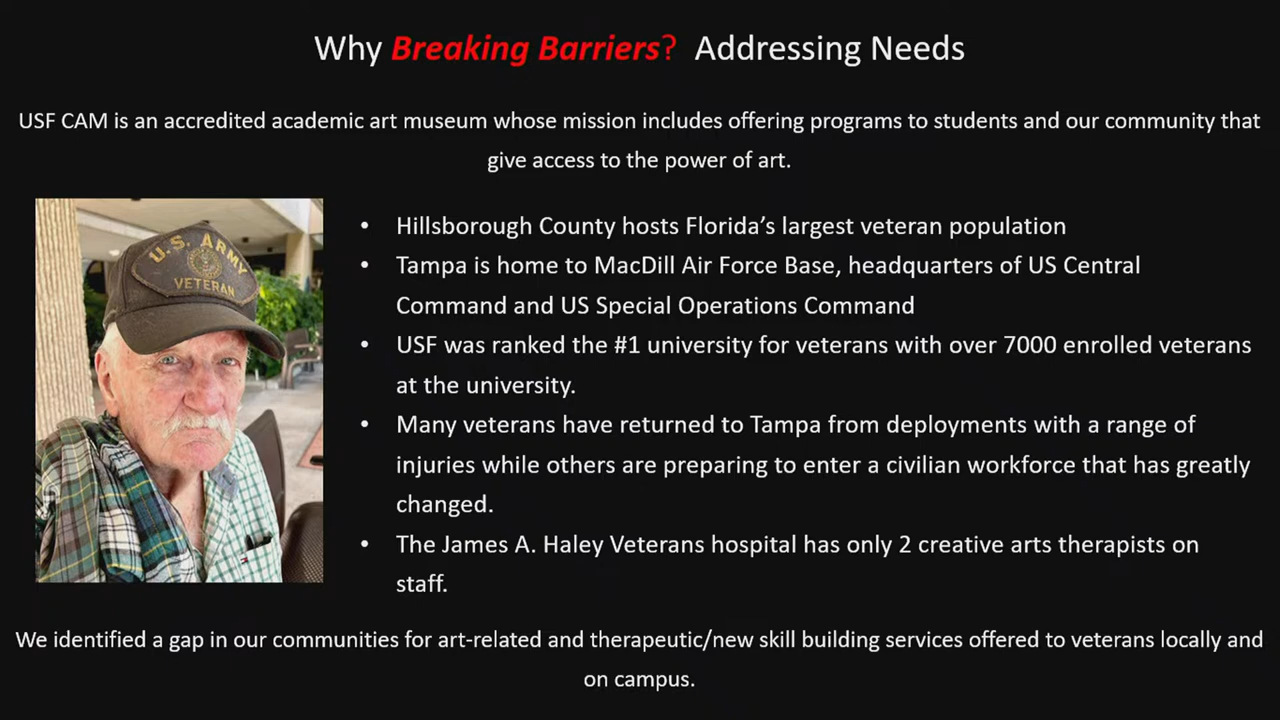 Why Breaking Barriers? Addressing Needs
USF CAM is an accredited academic art museum whose mission includes offering programs to students and our community that
give access to the power of art.
U.S. ARMY
VETERAN
• Hillsborough County hosts Florida’s largest veteran population
• Tampa is home to MacDill Air Force Base, headquarters of US Central
Command and US Special Operations Command
• USF was ranked the #1 university for veterans with over 7000 enrolled veterans
at the university.
• Many veterans have returned to Tampa from deployments with a range of
injuries while others are preparing to enter a civilian workforce that has greatly
changed.
• The James A. Haley Veterans hospital has only 2 creative arts therapists on
staff.
We identified a gap in our communities for art-related and therapeutic/new skill building services offered to veterans locally and
on campus.